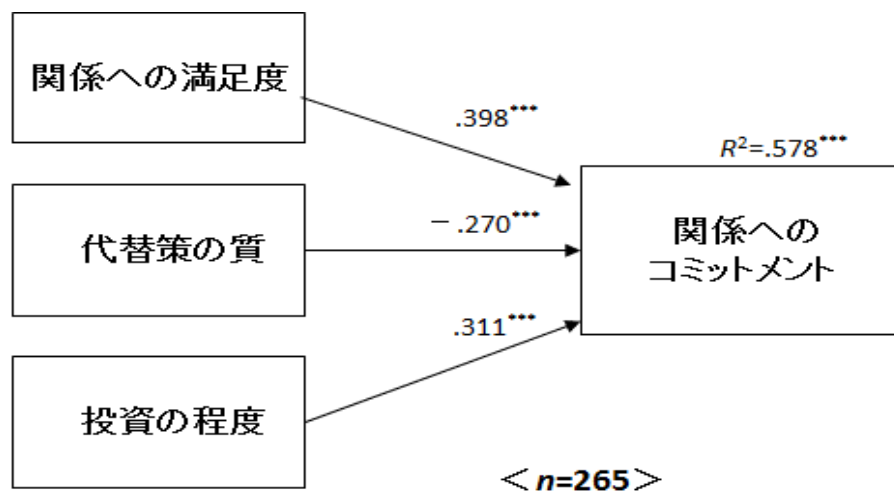 関係への満足度
.398***
R²=.578***
代替策の質
－.270***
関係への
コミットメント
.311***
投資の程度
＜n=265＞